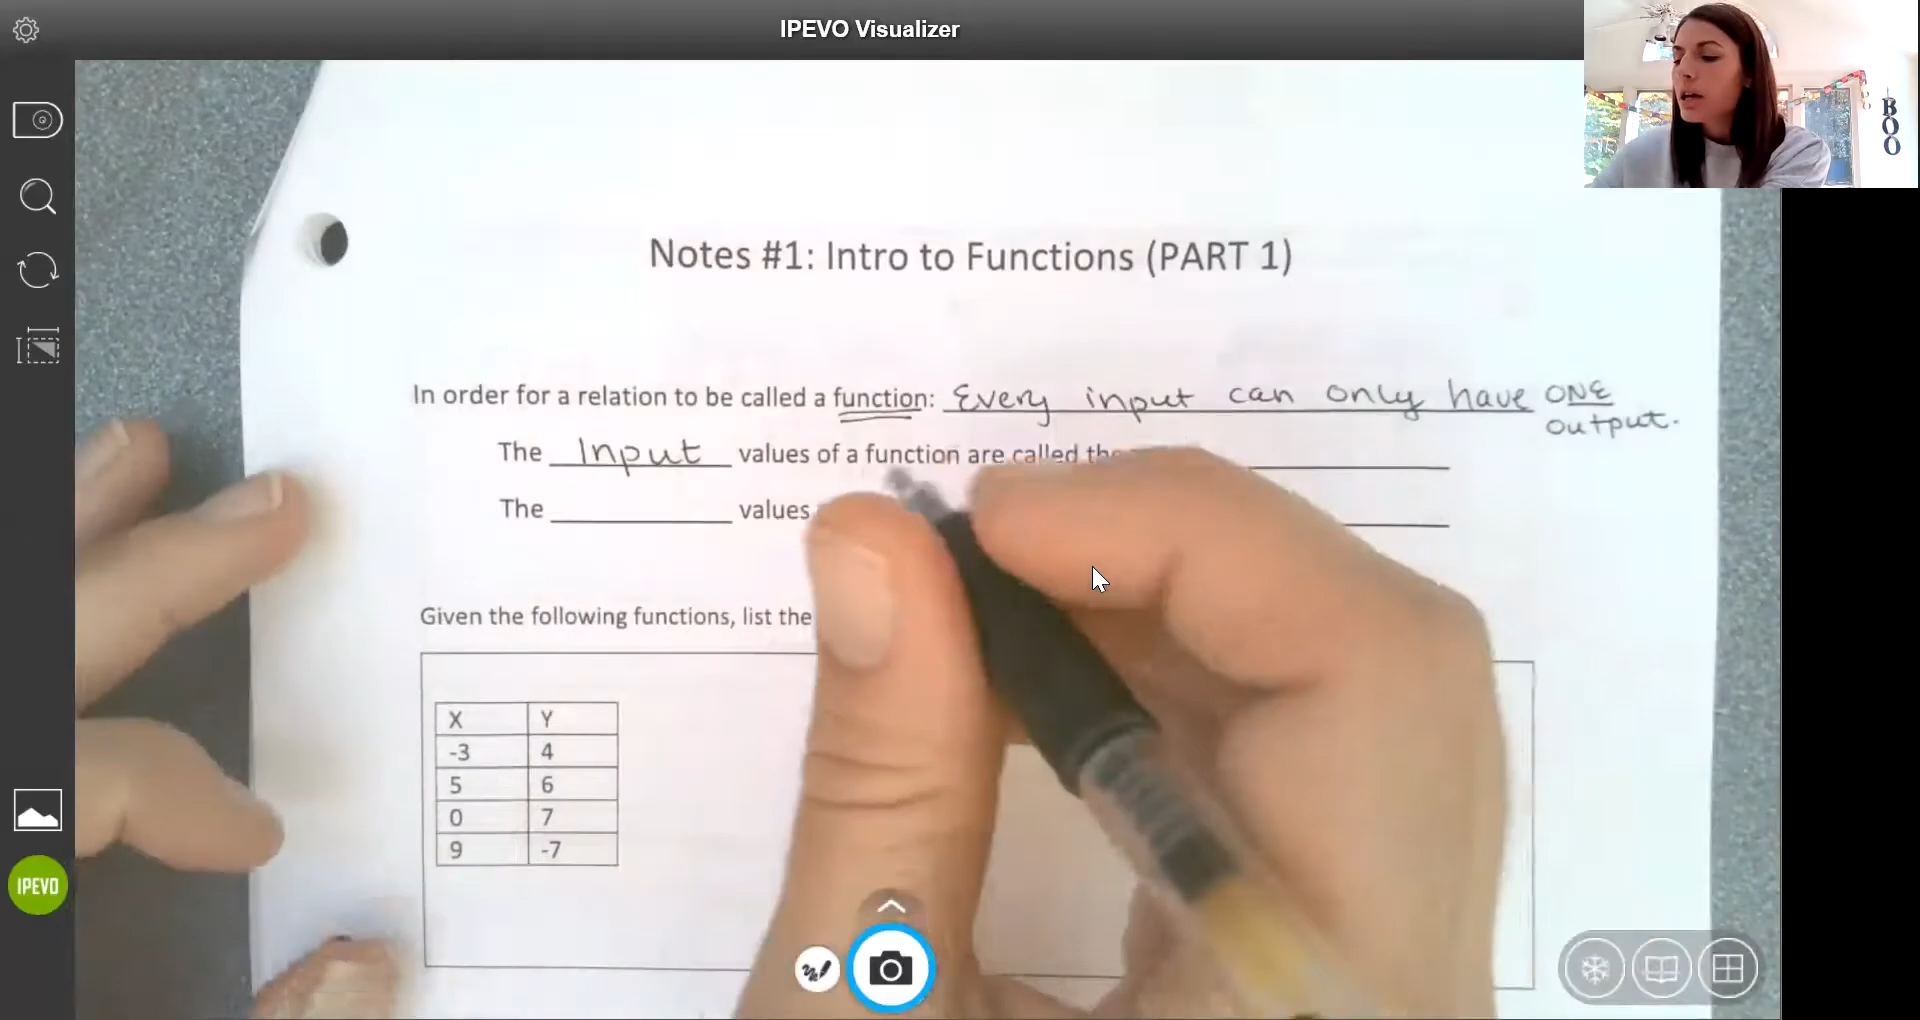 IPEVO Visualizer
BOO
Notes #1: Intro to Functions (PART 1)
In order for a relation to be called a function: Every input can only have ONE
output.
The Input values of a function are called the
The ____________ values
Given the following functions, list the
X Y
-3 4
5 6
0 7
9 -7
IPEVO